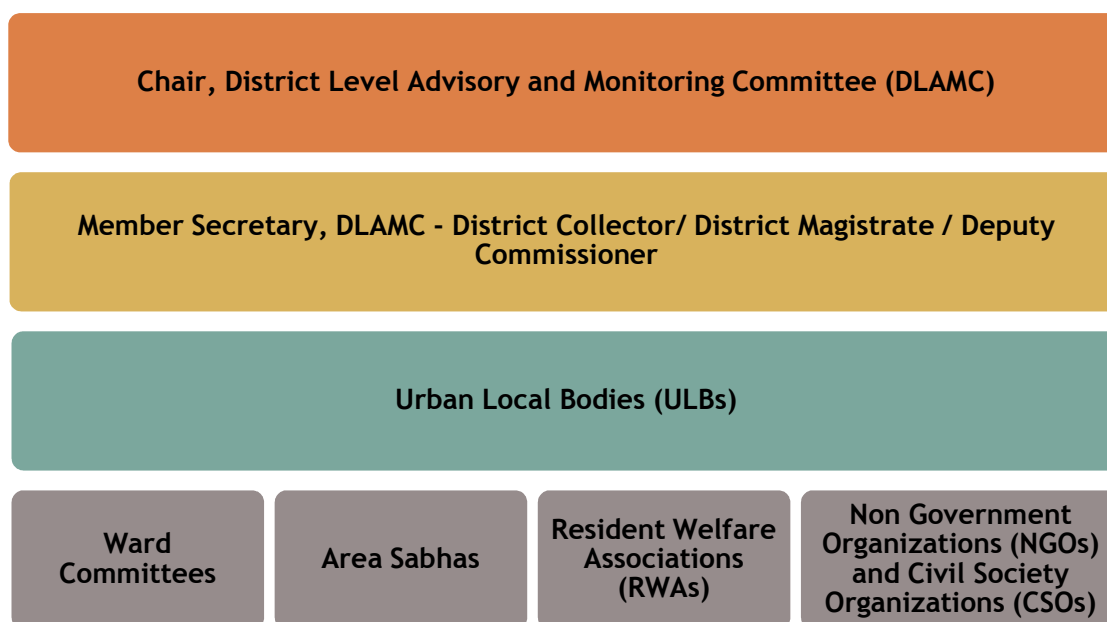 Chair, District Level Advisory and Monitoring Committee (DLAMC)
Member Secretary, DLAMC - District Collector/ District Magistrate / Deputy
Commissioner
Urban Local Bodies (ULBs)
Ward
Committees
Area Sabhas
Resident Welfare
Associations
(RWAs)
Non Government
Organizations (NGOs)
and Civil Society
Organizations (CSOs)